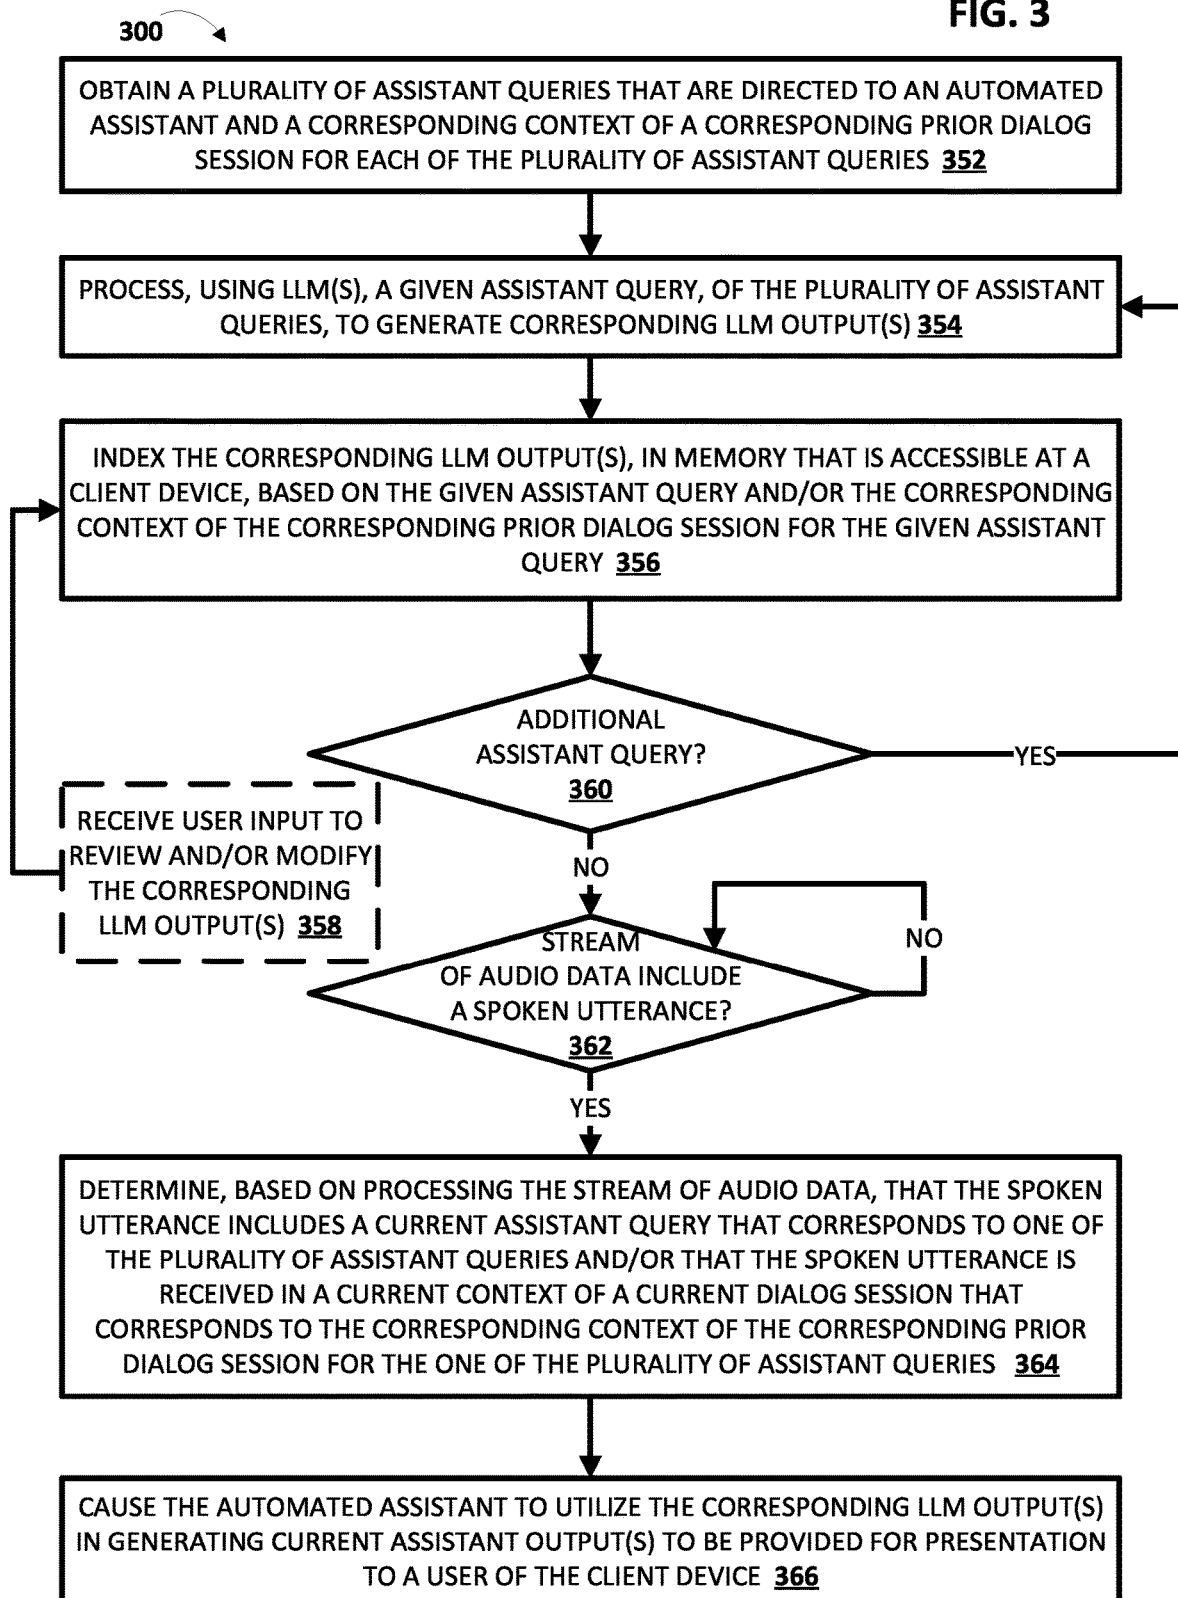 FIG. 3
300
OBTAIN A PLURALITY OF ASSISTANT QUERIES THAT ARE DIRECTED TO AN AUTOMATED
ASSISTANT AND A CORRESPONDING CONTEXT OF A CORRESPONDING PRIOR DIALOG
SESSION FOR EACH OF THE PLURALITY OF ASSISTANT QUERIES 352
PROCESS, USING LLM(S), A GIVEN ASSISTANT QUERY, OF THE PLURALITY OF ASSISTANT
QUERIES, TO GENERATE CORRESPONDING LLM OUTPUT(S) 354
INDEX THE CORRESPONDING LLM OUTPUT(S), IN MEMORY THAT IS ACCESSIBLE AT A
CLIENT DEVICE, BASED ON THE GIVEN ASSISTANT QUERY AND/OR THE CORRESPONDING
CONTEXT OF THE CORRESPONDING PRIOR DIALOG SESSION FOR THE GIVEN ASSISTANT
QUERY 356
ADDITIONAL
ASSISTANT QUERY?
360
YES
RECEIVE USER INPUT TO
REVIEW AND/OR MODIFY
THE CORRESPONDING
LLM OUTPUT(S) 358
NO
STREAM
OF AUDIO DATA INCLUDE
A SPOKEN UTTERANCE?
362
NO
YES
DETERMINE, BASED ON PROCESSING THE STREAM OF AUDIO DATA, THAT THE SPOKEN
UTTERANCE INCLUDES A CURRENT ASSISTANT QUERY THAT CORRESPONDS TO ONE OF
THE PLURALITY OF ASSISTANT QUERIES AND/OR THAT THE SPOKEN UTTERANCE IS
RECEIVED IN A CURRENT CONTEXT OF A CURRENT DIALOG SESSION THAT
CORRESPONDS TO THE CORRESPONDING CONTEXT OF THE CORRESPONDING PRIOR
DIALOG SESSION FOR THE ONE OF THE PLURALITY OF ASSISTANT QUERIES 364
CAUSE THE AUTOMATED ASSISTANT TO UTILIZE THE CORRESPONDING LLM OUTPUT(S)
IN GENERATING CURRENT ASSISTANT OUTPUT(S) TO BE PROVIDED FOR PRESENTATION
TO A USER OF THE CLIENT DEVICE 366